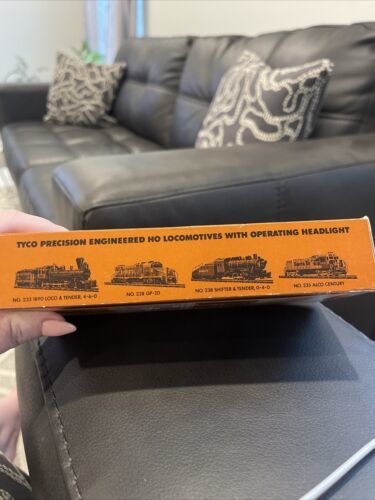 TYCO PRECISION ENGINEERED HO LOCOMOTIVES WITH OPERATING HEADLIGHT
NO. 233 1890 LOCO & TENDER, 4-6-0
NO. 228 GP-20
NO. 238 SHIFTER & TENDER, 0-4-0
NO. 235 ALCO CENTURY